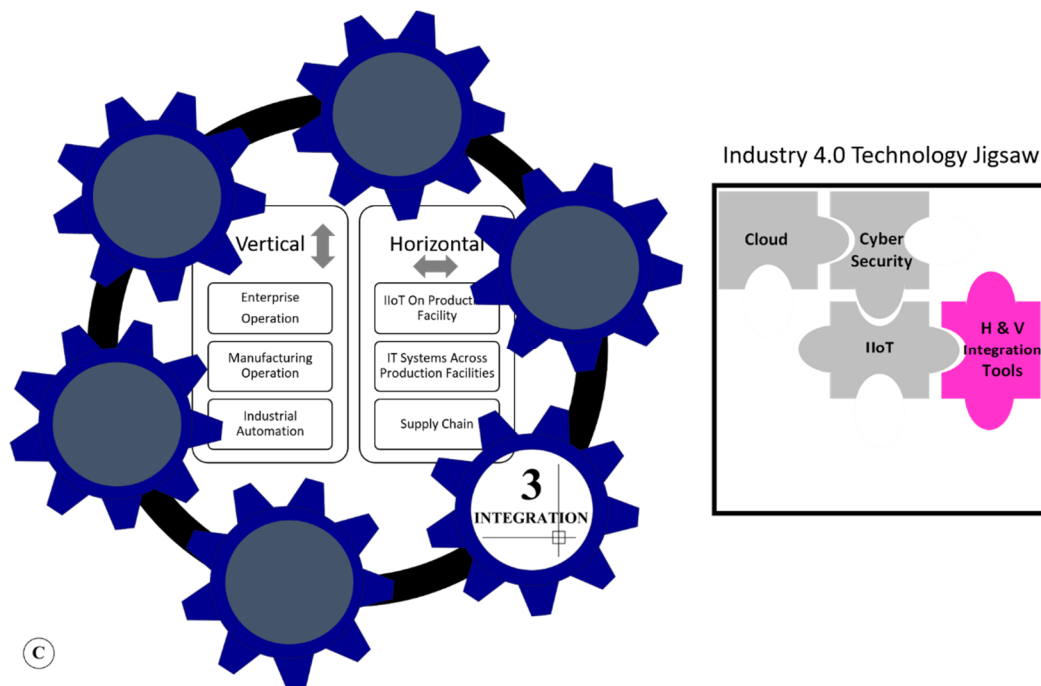 Industry 4.0 Technology Jigsaw
Vertical
Horizontal
Enterprise
Operation
Manufacturing
Operation
Industrial
Automation
IIoT On Production
Facility
IT Systems Across
Production Facilities
Supply Chain
3
INTEGRATION
Cloud
Cyber
Security
IIoT
H & V
Integration
Tools
C